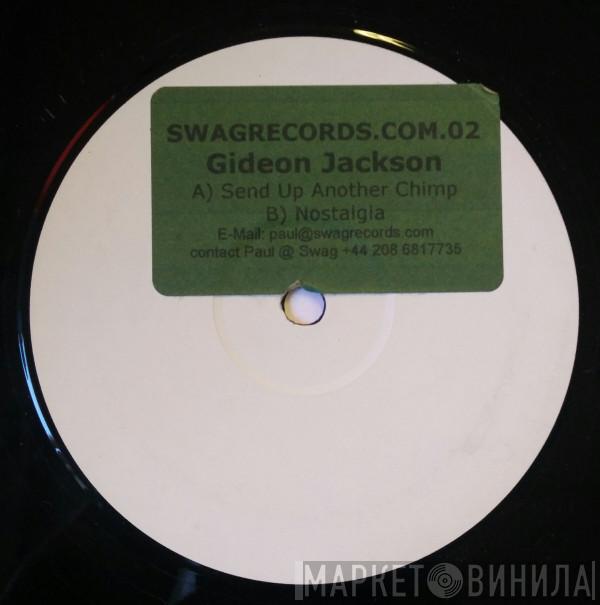 SWAGRECORDS.COM.02
Gideon Jackson
A) Send Up Another Chimp
B) Nostalgia
E-Mail: paul@swagrecords.com
contact Paul @ Swag +44 208 6817735
МАРКЕТ ВИНИЛА